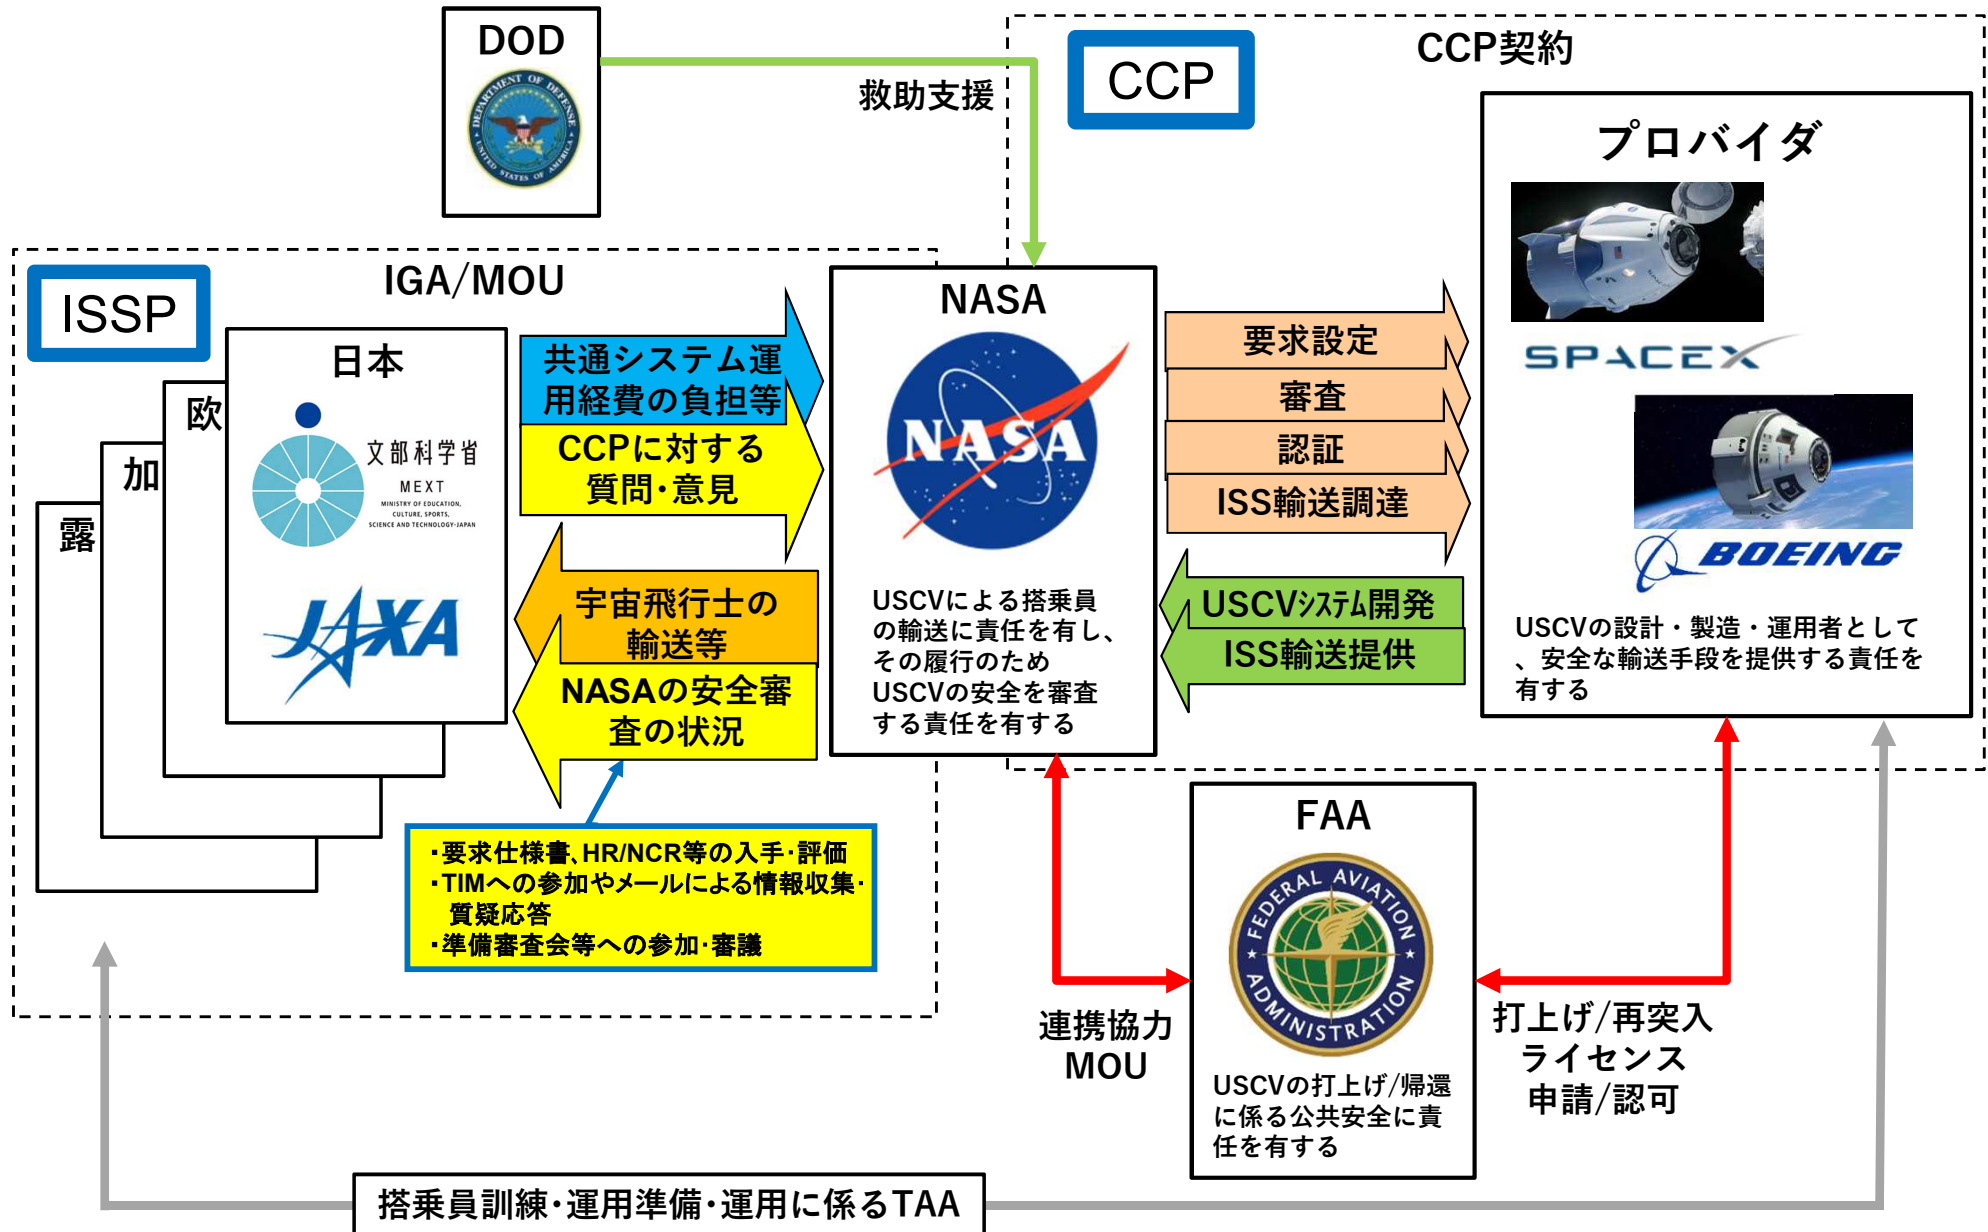 DOD
DEPARTMENT OF DEFENSE
UNITED STATES OF AMERICA
救助支援
CCP
CCP契約
プロバイダ
SPACEX
BOEING
USCVの設計・製造・運用者として
、安全な輸送手段を提供する責任を
有する
ISSP
IGA/MOU
日本
文部科学省
MEXT
MINISTRY OF EDUCATION,
CULTURE, SPORTS,
SCIENCE AND TECHNOLOGY-JAPAN
JAXA
欧
加
露
共通システム運
用経費の負担等
CCPに対する
質問・意見
宇宙飛行士の
輸送等
NASAの安全審
査の状況
・要求仕様書、HR/NCR等の入手・評価
・TIMへの参加やメールによる情報収集・
質疑応答
・準備審査会等への参加・審議
NASA
NASA
USCVによる搭乗員
の輸送に責任を有し、
その履行のため
USCVの安全を審査
する責任を有する
要求設定
審査
認証
ISS輸送調達
USCVシステム開発
ISS輸送提供
FAA
FEDERAL AVIATION
ADMINISTRATION
USCVの打上げ/帰還
に係る公共安全に責
任を有する
連携協力
MOU
打上げ/再突入
ライセンス
申請/認可
搭乗員訓練・運用準備・運用に係るTAA